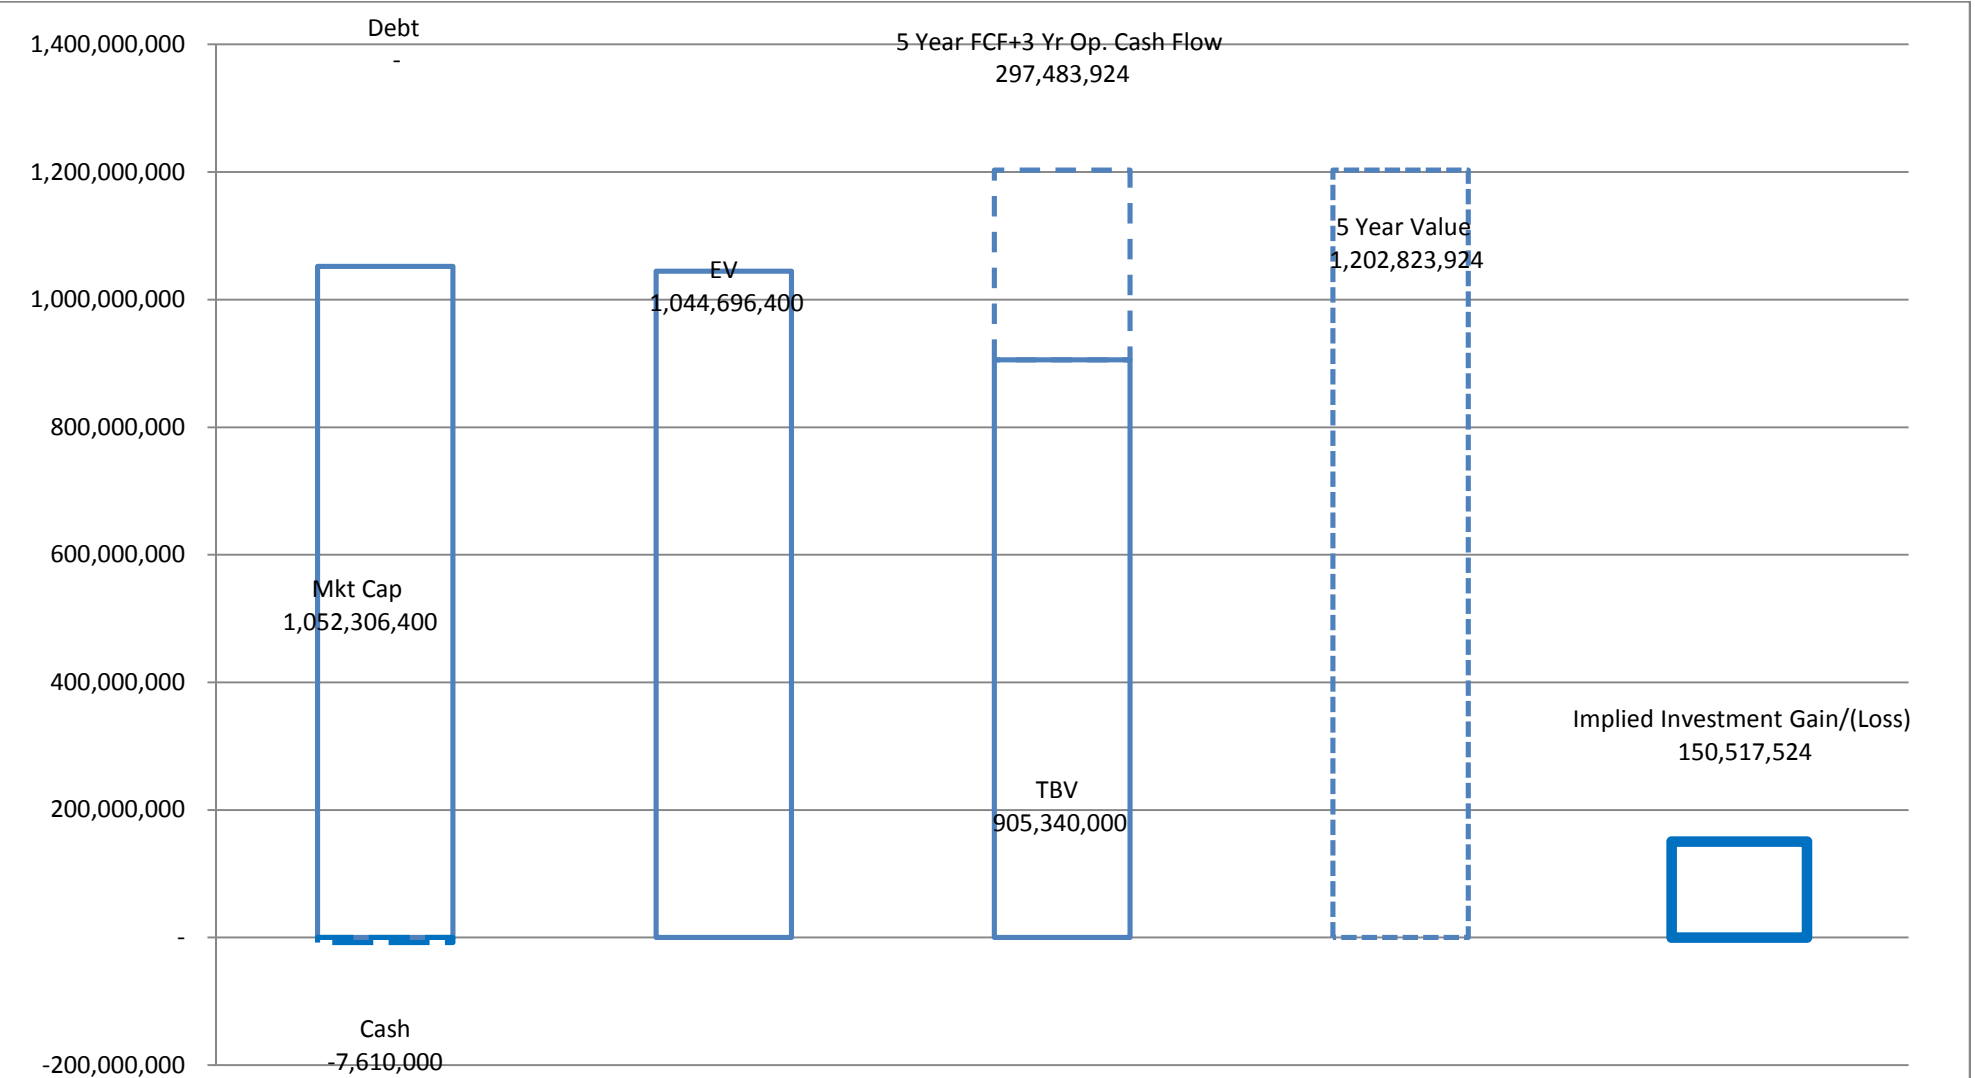 Debt
-
5 Year FCF+3 Yr Op. Cash Flow
297,483,924
1,400,000,000
1,200,000,000
1,000,000,000
800,000,000
600,000,000
400,000,000
200,000,000
-
-200,000,000
Mkt Cap
1,052,306,400
EV
1,044,696,400
TBV
905,340,000
5 Year Value
1,202,823,924
Implied Investment Gain/(Loss)
150,517,524
Cash
-7,610,000